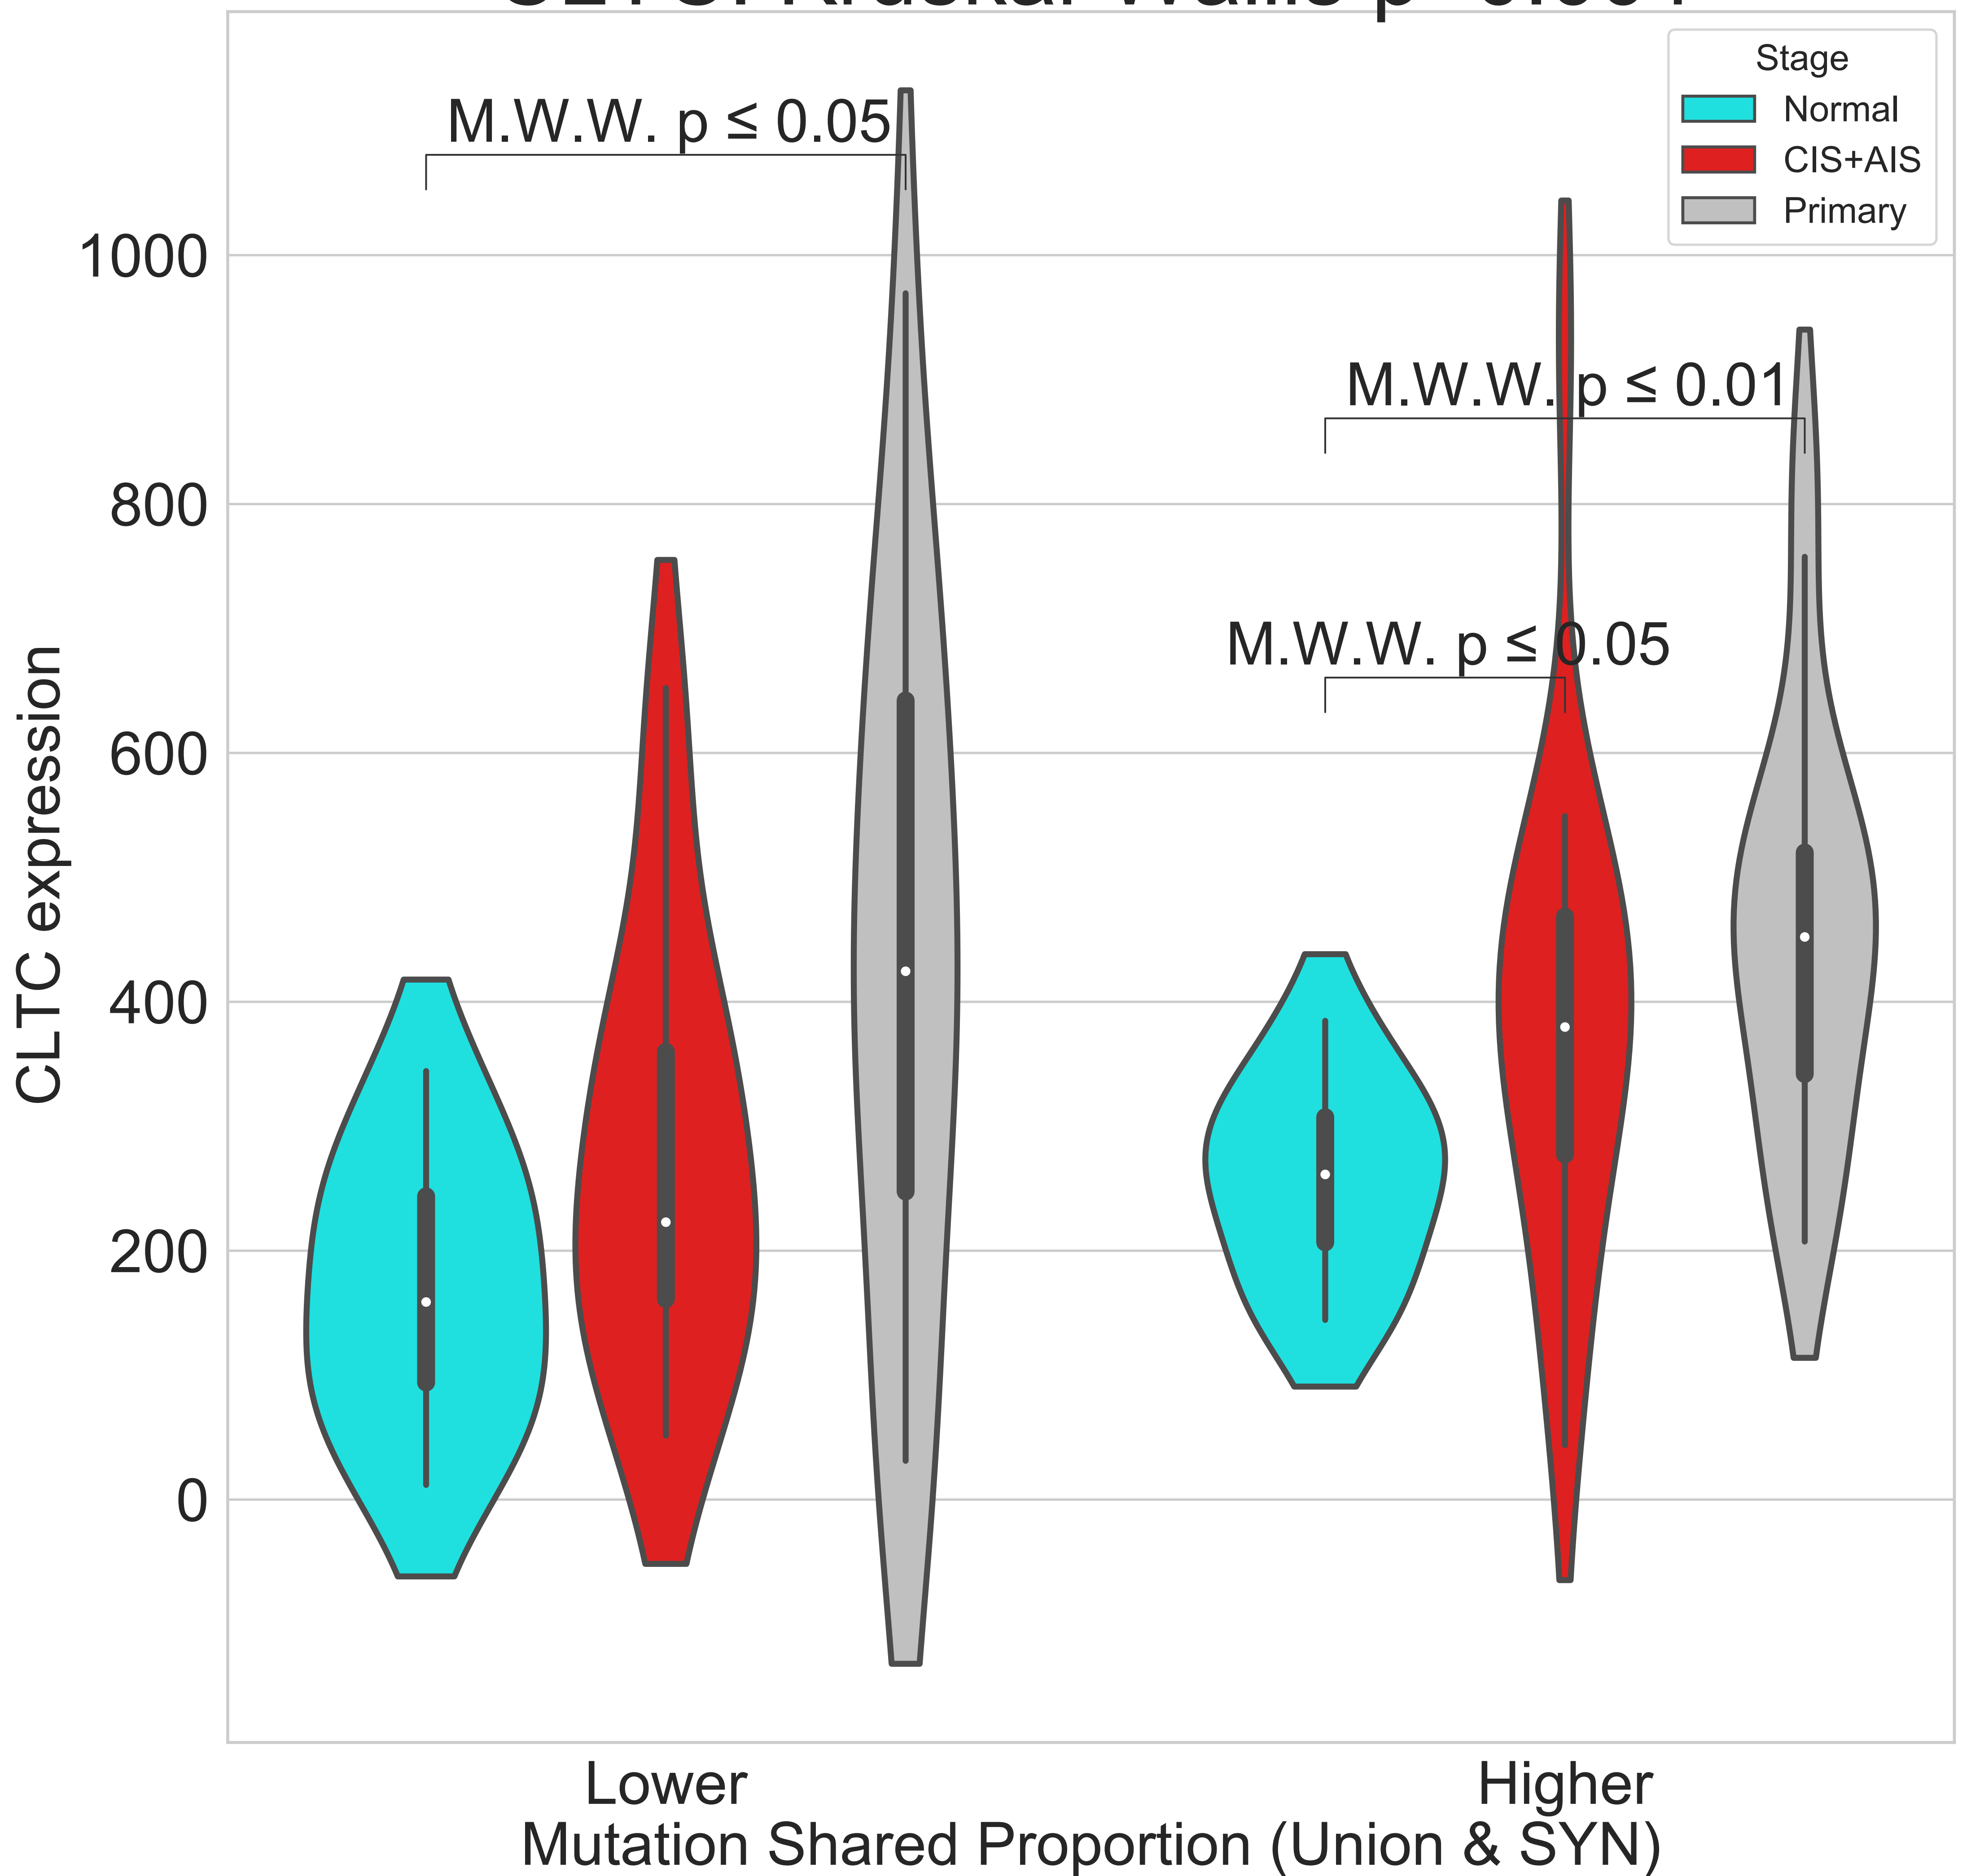 Stage
Normal
CIS+AIS
Primary
M.W.W. p ≤ 0.05
M.W.W. p ≤ 0.01
M.W.W. p ≤ 0.05
1000
800
600
400
200
0
CLTC expression
Lower
Higher
Mutation Shared Proportion (Union & SYN)